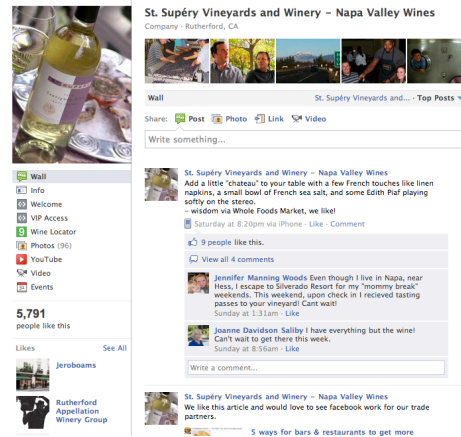 St. Supéry Vineyards and Winery – Napa Valley Wines
Company · Rutherford, CA
Wall
St. Supéry Vineyards and... · Top Posts
Share: Post Photo Link Video
Write something...
Wall
Info
Welcome
VIP Access
Wine Locator
Photos (96)
YouTube
Video
Events
5,791
people like this
Likes
See All
Jeroboams
Rutherford
Appellation
Winery Group
St. Supéry Vineyards and Winery – Napa Valley Wines
Add a little "chateau" to your table with a few French touches like linen
napkins, a small bowl of French sea salt, and some Edith Piaf playing
softly on the stereo.
– wisdom via Whole Foods Market, we like!
Saturday at 8:20pm via iPhone · Like · Comment
9 people like this.
View all 4 comments
Jennifer Manning Woods Even though I live in Napa, near
Hess, I escape to Silverado Resort for my "mommy break"
weekends. This weekend, upon check in I recieved tasting
passes to your vineyard! Cant wait!
Sunday at 1:31am · Like
Joanne Davidson Saliby I have everything but the wine!
Can't wait to get there this week.
Sunday at 8:56am · Like
Write a comment...
St. Supéry Vineyards and Winery – Napa Valley Wines
We like this article and would love to see facebook work for our trade
partners.
5 ways for bars & restaurants to get more